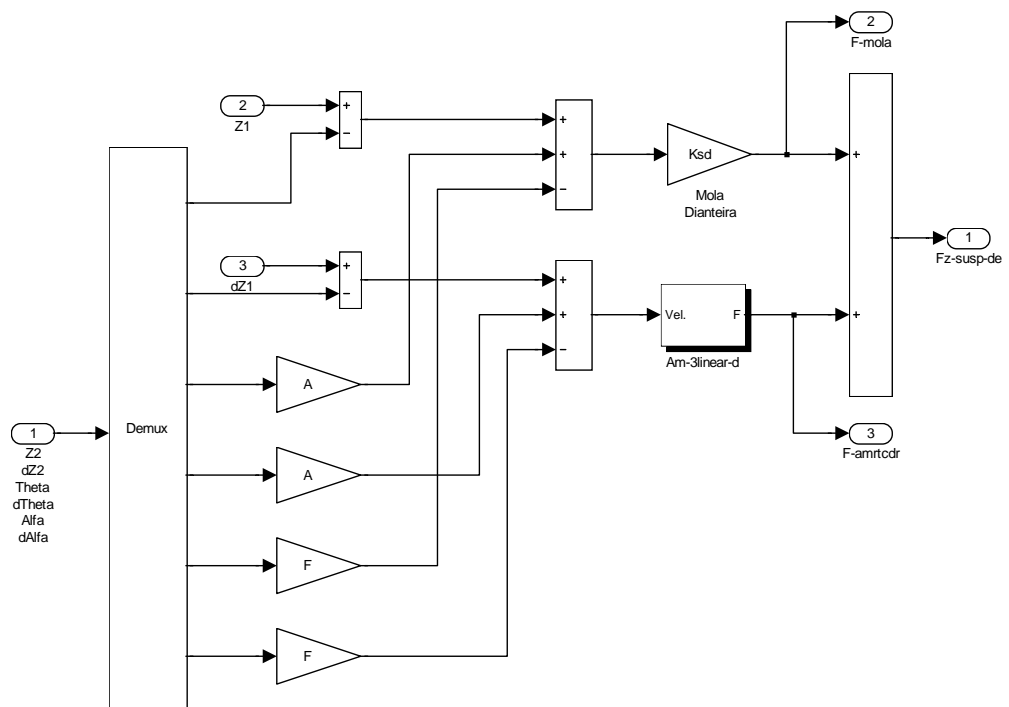 2
F-mola
2
Z1
+
−
+
+
−
Ksd
Mola
Dianteira
+
+
1
Fz-susp-de
3
dZ1
+
−
+
+
−
Vel.
F
Am-3linear-d
3
F-amrtcdr
1
Z2
dZ2
Theta
dTheta
Alfa
dAlfa
Demux
A
A
F
F